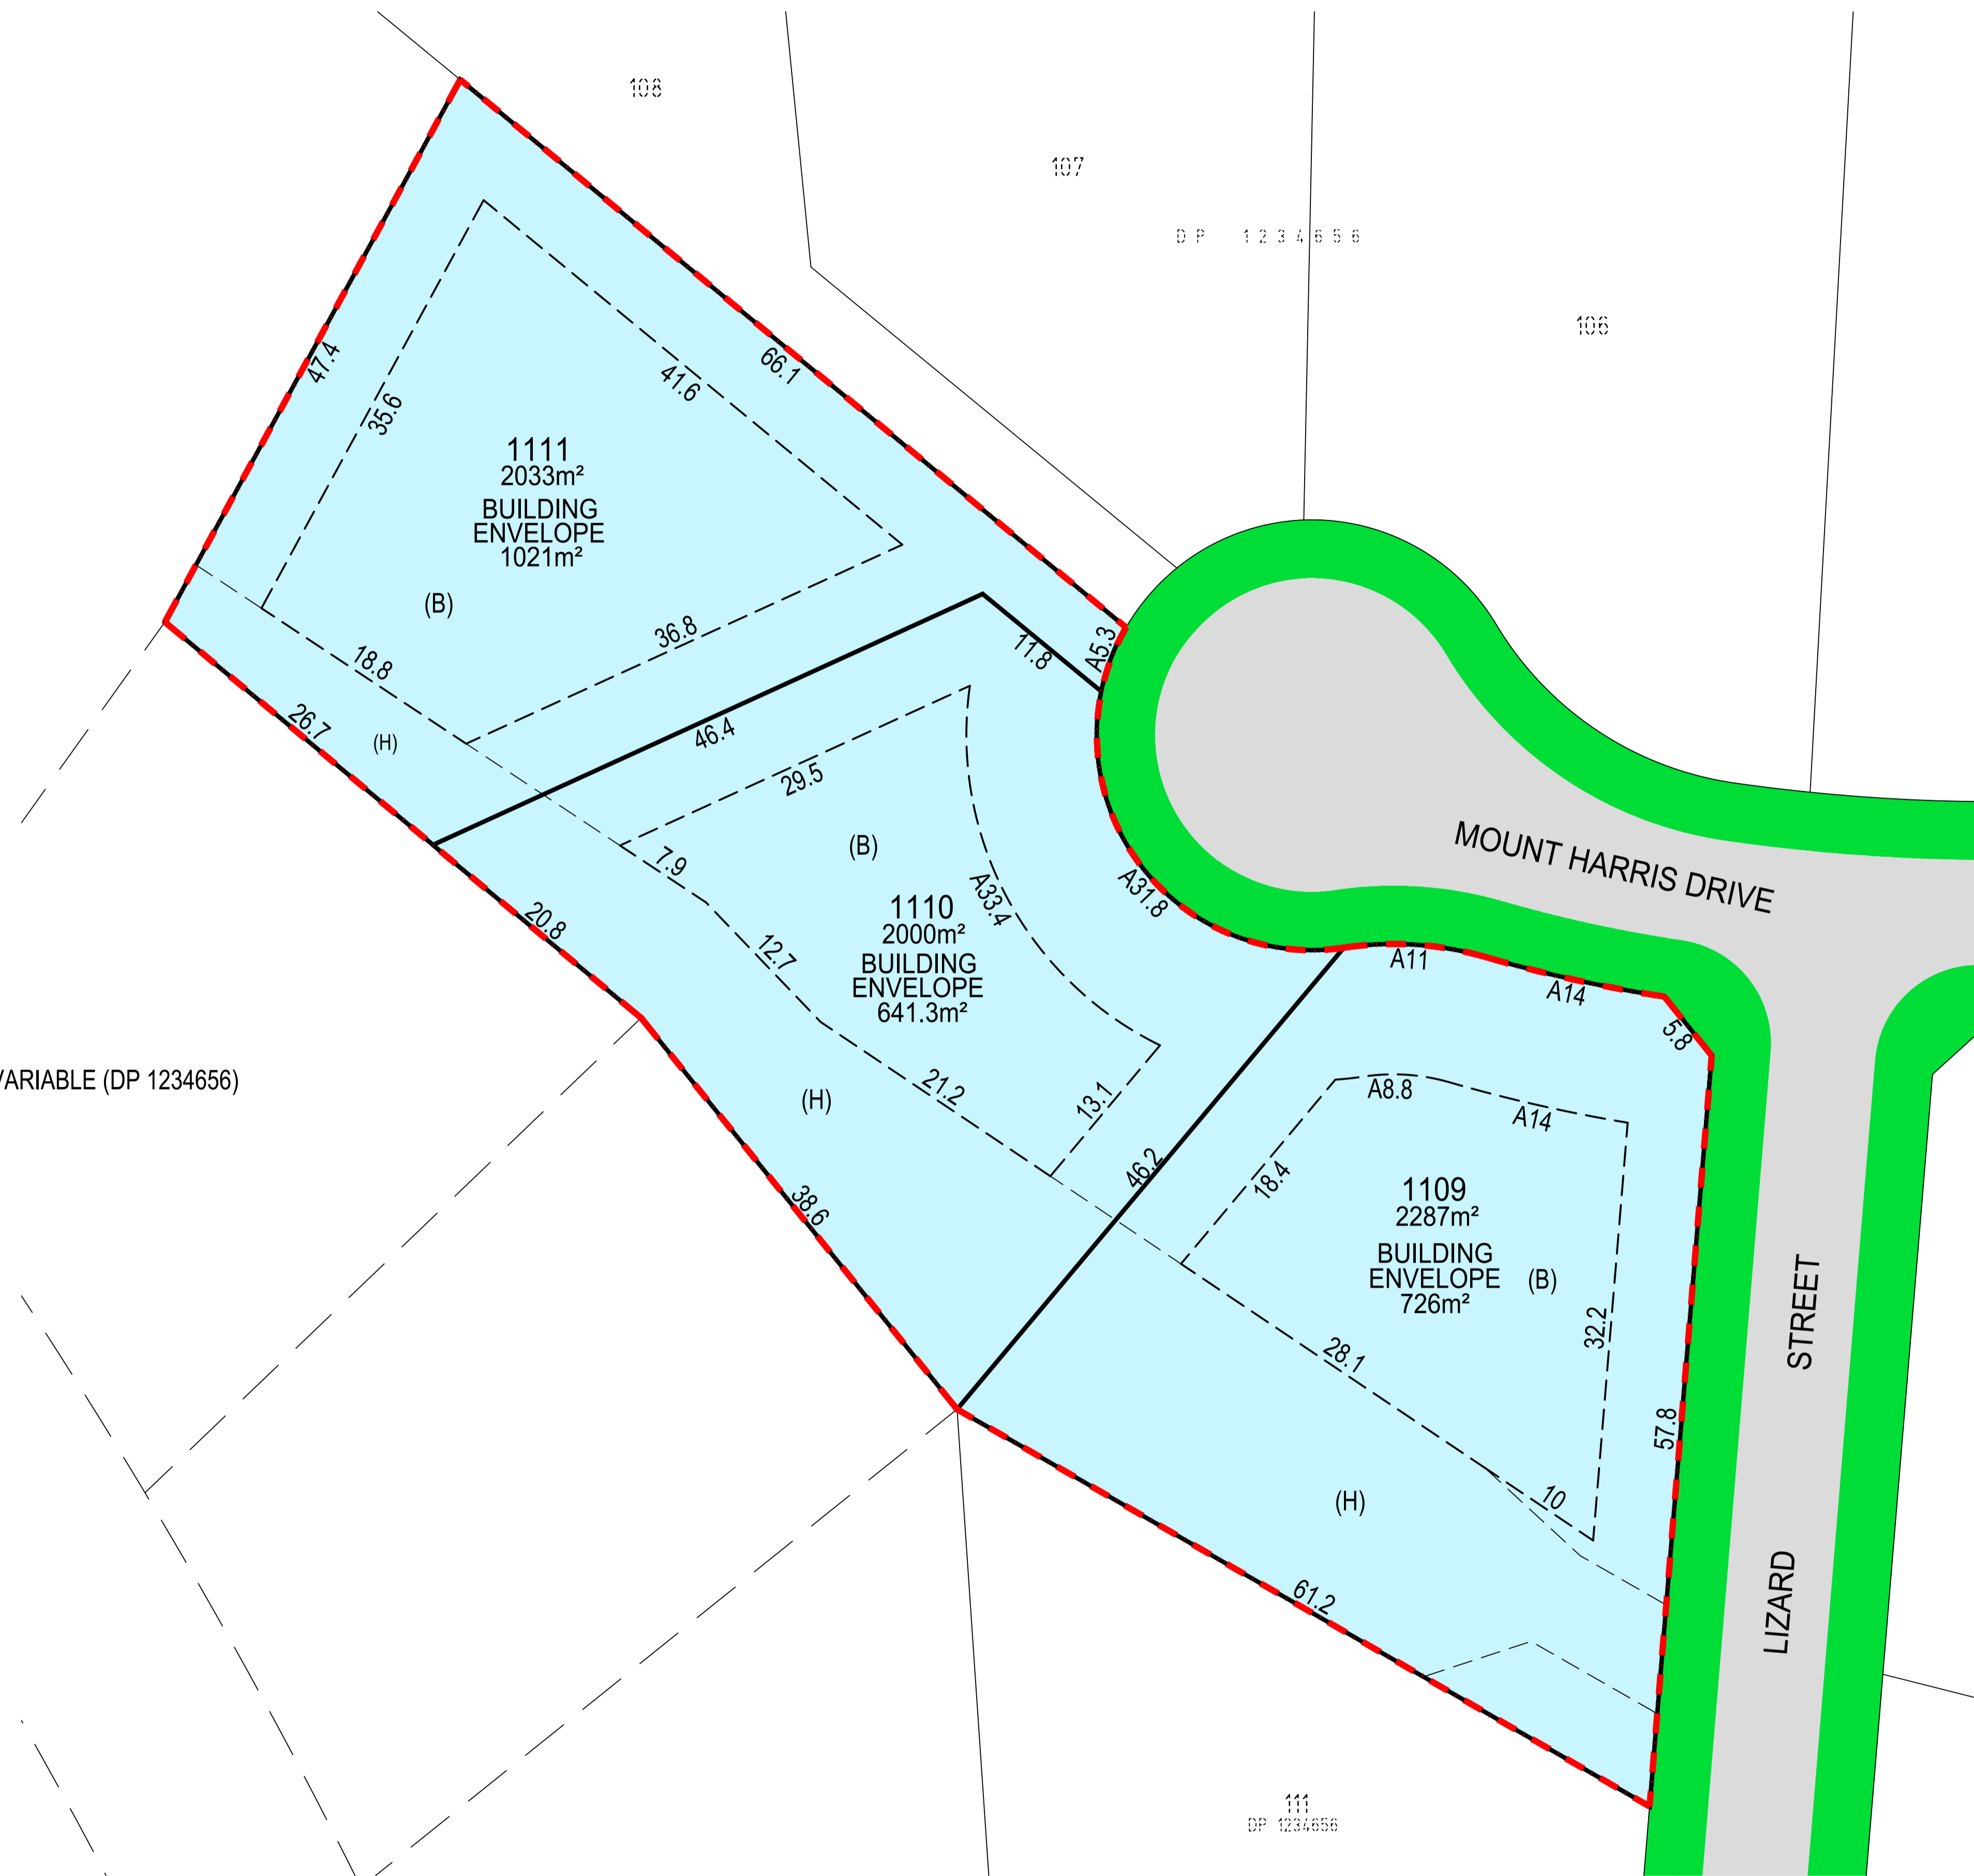 108
107
DP 1234656
106
47.4
66.1
41.6
35.6
1111
2033m²
BUILDING
ENVELOPE
1021m²
(B)
36.8
18.8
26.7
(H)
11.8
A5.3
46.4
29.5
(B)
7.9
A33.4
A31.8
1110
2000m²
BUILDING
ENVELOPE
641.3m²
20.8
12.7
MOUNT HARRIS DRIVE
A11
A14
5.8
VARIABLE (DP 1234656)
(H)
21.2
13.1
A8.8
A14
46.2
18.4
38.6
1109
2287m²
BUILDING
ENVELOPE
726m²
(B)
32.2
28.1
57.8
10
(H)
61.2
LIZARD STREET
111
DP 1234656